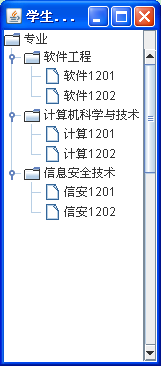 学生...
专业
软件工程
软件1201
软件1202
计算机科学与技术
计算1201
计算1202
信息安全技术
信安1201
信安1202